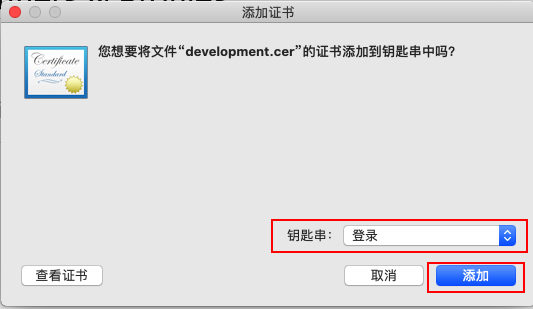 添加证书
您想要将文件“development.cer”的证书添加到钥匙串中吗?
Certificate
Standard
钥匙串: 登录
查看证书 取消 添加